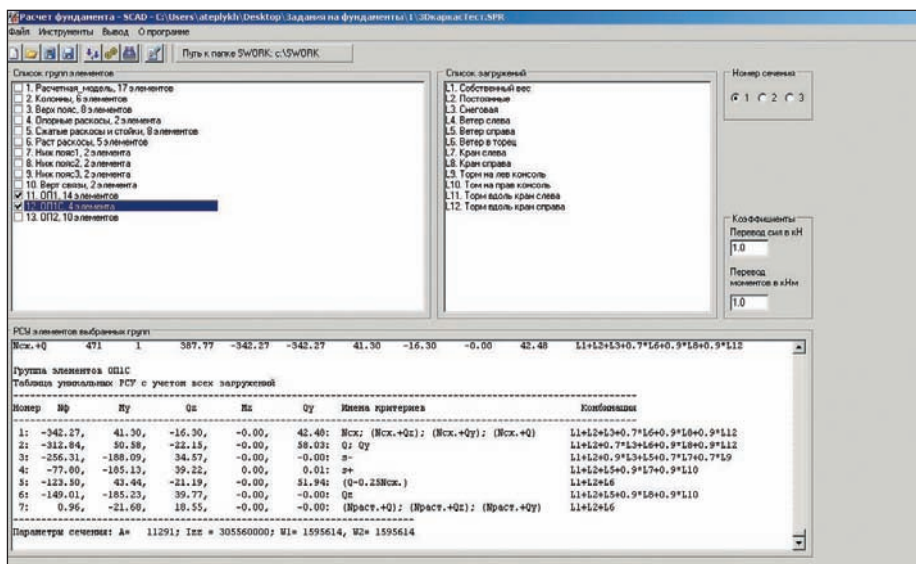 Расчет фундамента - SCAD - C:\Users\ateplykh\Desktop\Задания на фундаменты\1\3DкаркасТест.SPR
Файл Инструменты Вывод О программе
Путь к папке SWORK: c:\SWORK
Список групп элементов
1. Расчетная_модель, 17 элементов
2. Колонны, 6 элементов
3. Верх пояс, 8 элементов
4. Опорные раскосы, 2 элемента
5. Сжатые раскосы и стойки, 8 элементов
6. Раст раскосы, 5 элементов
7. Ниж пояс1, 2 элемента
8. Ниж пояс2, 2 элемента
9. Ниж пояс3, 2 элемента
10. Верт связи, 2 элемента
11. ОП1, 14 элементов
12. ОП1С, 4 элемента
13. ОП2, 10 элементов
Список загружений
L1. Собственный вес
L2. Постоянные
L3. Снеговая
L4. Ветер слева
L5. Ветер справа
L6. Ветер в торец
L7. Кран слева
L8. Кран справа
L9. Торм на лев консоль
L10. Том на прав консоль
L11. Торм вдоль кран слева
L12. Торм вдоль кран справа
Номер сечения
1 2 3
Коэффициенты
Перевод сил в кН
1.0
Перевод
моментов в кНм
1.0
РСУ элементов выбранных групп
Nсж.+Q 471 1 387.77 -342.27 -342.27 41.30 -16.30 -0.00 42.48 L1+L2+L3+0.7*L6+0.9*L8+0.9*L12
Группа элементов ОП1С
Таблица уникальных РСУ с учетом всех загружений
Номер Nф My Qz Mz Qy Имена критериев Комбинации
1: -342.27, 41.30, -16.30, -0.00, 42.48: Nсж; (Nсж.+Qz); (Nсж.+Qy); (Nсж.+Q) L1+L2+L3+0.7*L6+0.9*L8+0.9*L12
2: -312.84, 50.58, -22.15, -0.00, 58.03: Q; Qy L1+L2+0.7*L3+L6+0.9*L8+0.9*L12
3: -256.31, -188.09, 34.57, -0.00, -0.00: s- L1+L2+0.9*L3+L5+0.7*L7+0.7*L9
4: -77.80, -185.13, 39.22, 0.00, 0.01: s+ L1+L2+L5+0.9*L7+0.9*L10
5: -123.50, 43.44, -21.19, -0.00, 51.94: (Q-0.25Nсж.) L1+L2+L6
6: -149.01, -185.23, 39.77, -0.00, -0.00: Qz L1+L2+L5+0.9*L8+0.9*L10
7: 0.96, -21.68, 18.55, -0.00, -0.00: (Nраст.+Q); (Nраст.+Qz); (Nраст.+Qy) L1+L2+L6
Параметры сечения: A= 11291; Izz = 305560000; W1= 1595614, W2= 1595614